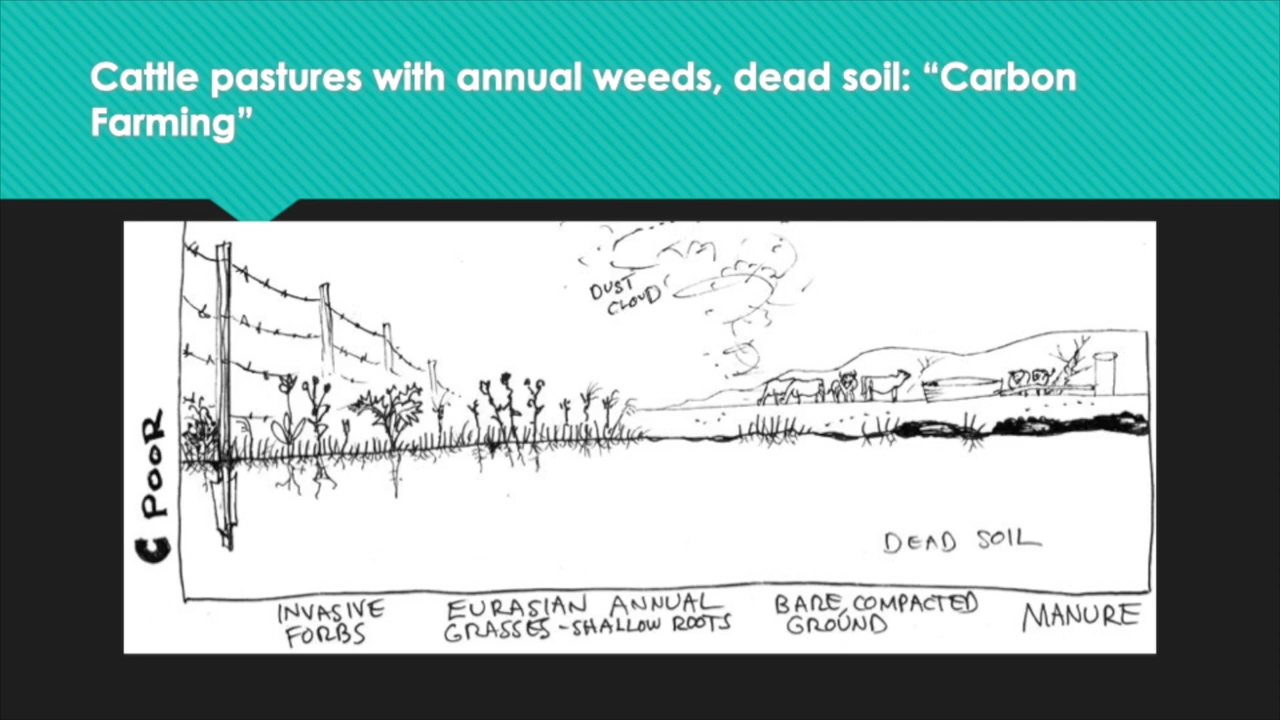 Cattle pastures with annual weeds, dead soil: “Carbon
Farming”
DUST
CLOUD
C POOR
DEAD SOIL
INVASIVE
FORBS
EURASIAN ANNUAL
GRASSES - SHALLOW ROOTS
BARE, COMPACTED
GROUND
MANURE